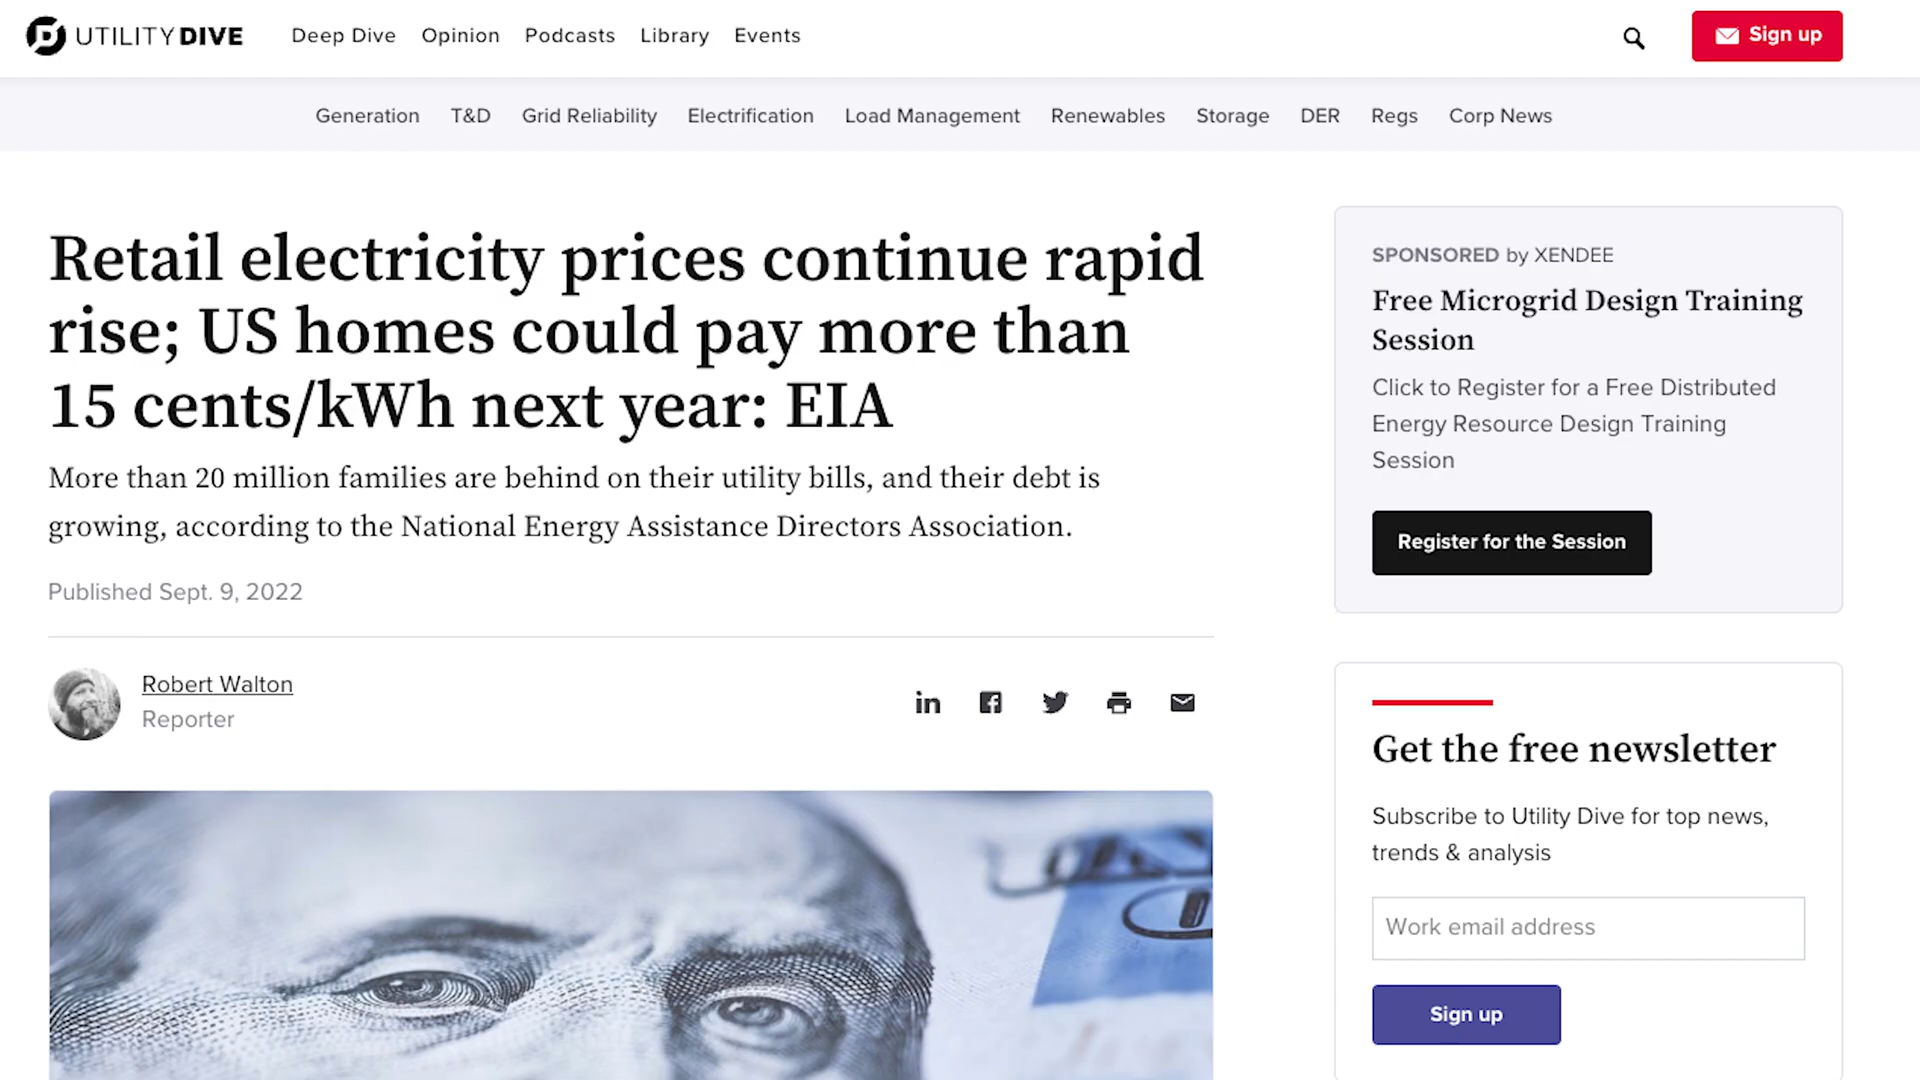 UTILITY DIVE
Deep Dive Opinion Podcasts Library Events
Sign up
Generation T&D Grid Reliability Electrification Load Management Renewables Storage DER Regs Corp News
Retail electricity prices continue rapid
rise; US homes could pay more than
15 cents/kWh next year: EIA
More than 20 million families are behind on their utility bills, and their debt is
growing, according to the National Energy Assistance Directors Association.
Published Sept. 9, 2022
Robert Walton
Reporter
SPONSORED by XENDEE
Free Microgrid Design Training
Session
Click to Register for a Free Distributed
Energy Resource Design Training
Session
Register for the Session
Get the free newsletter
Subscribe to Utility Dive for top news,
trends & analysis
Work email address
Sign up